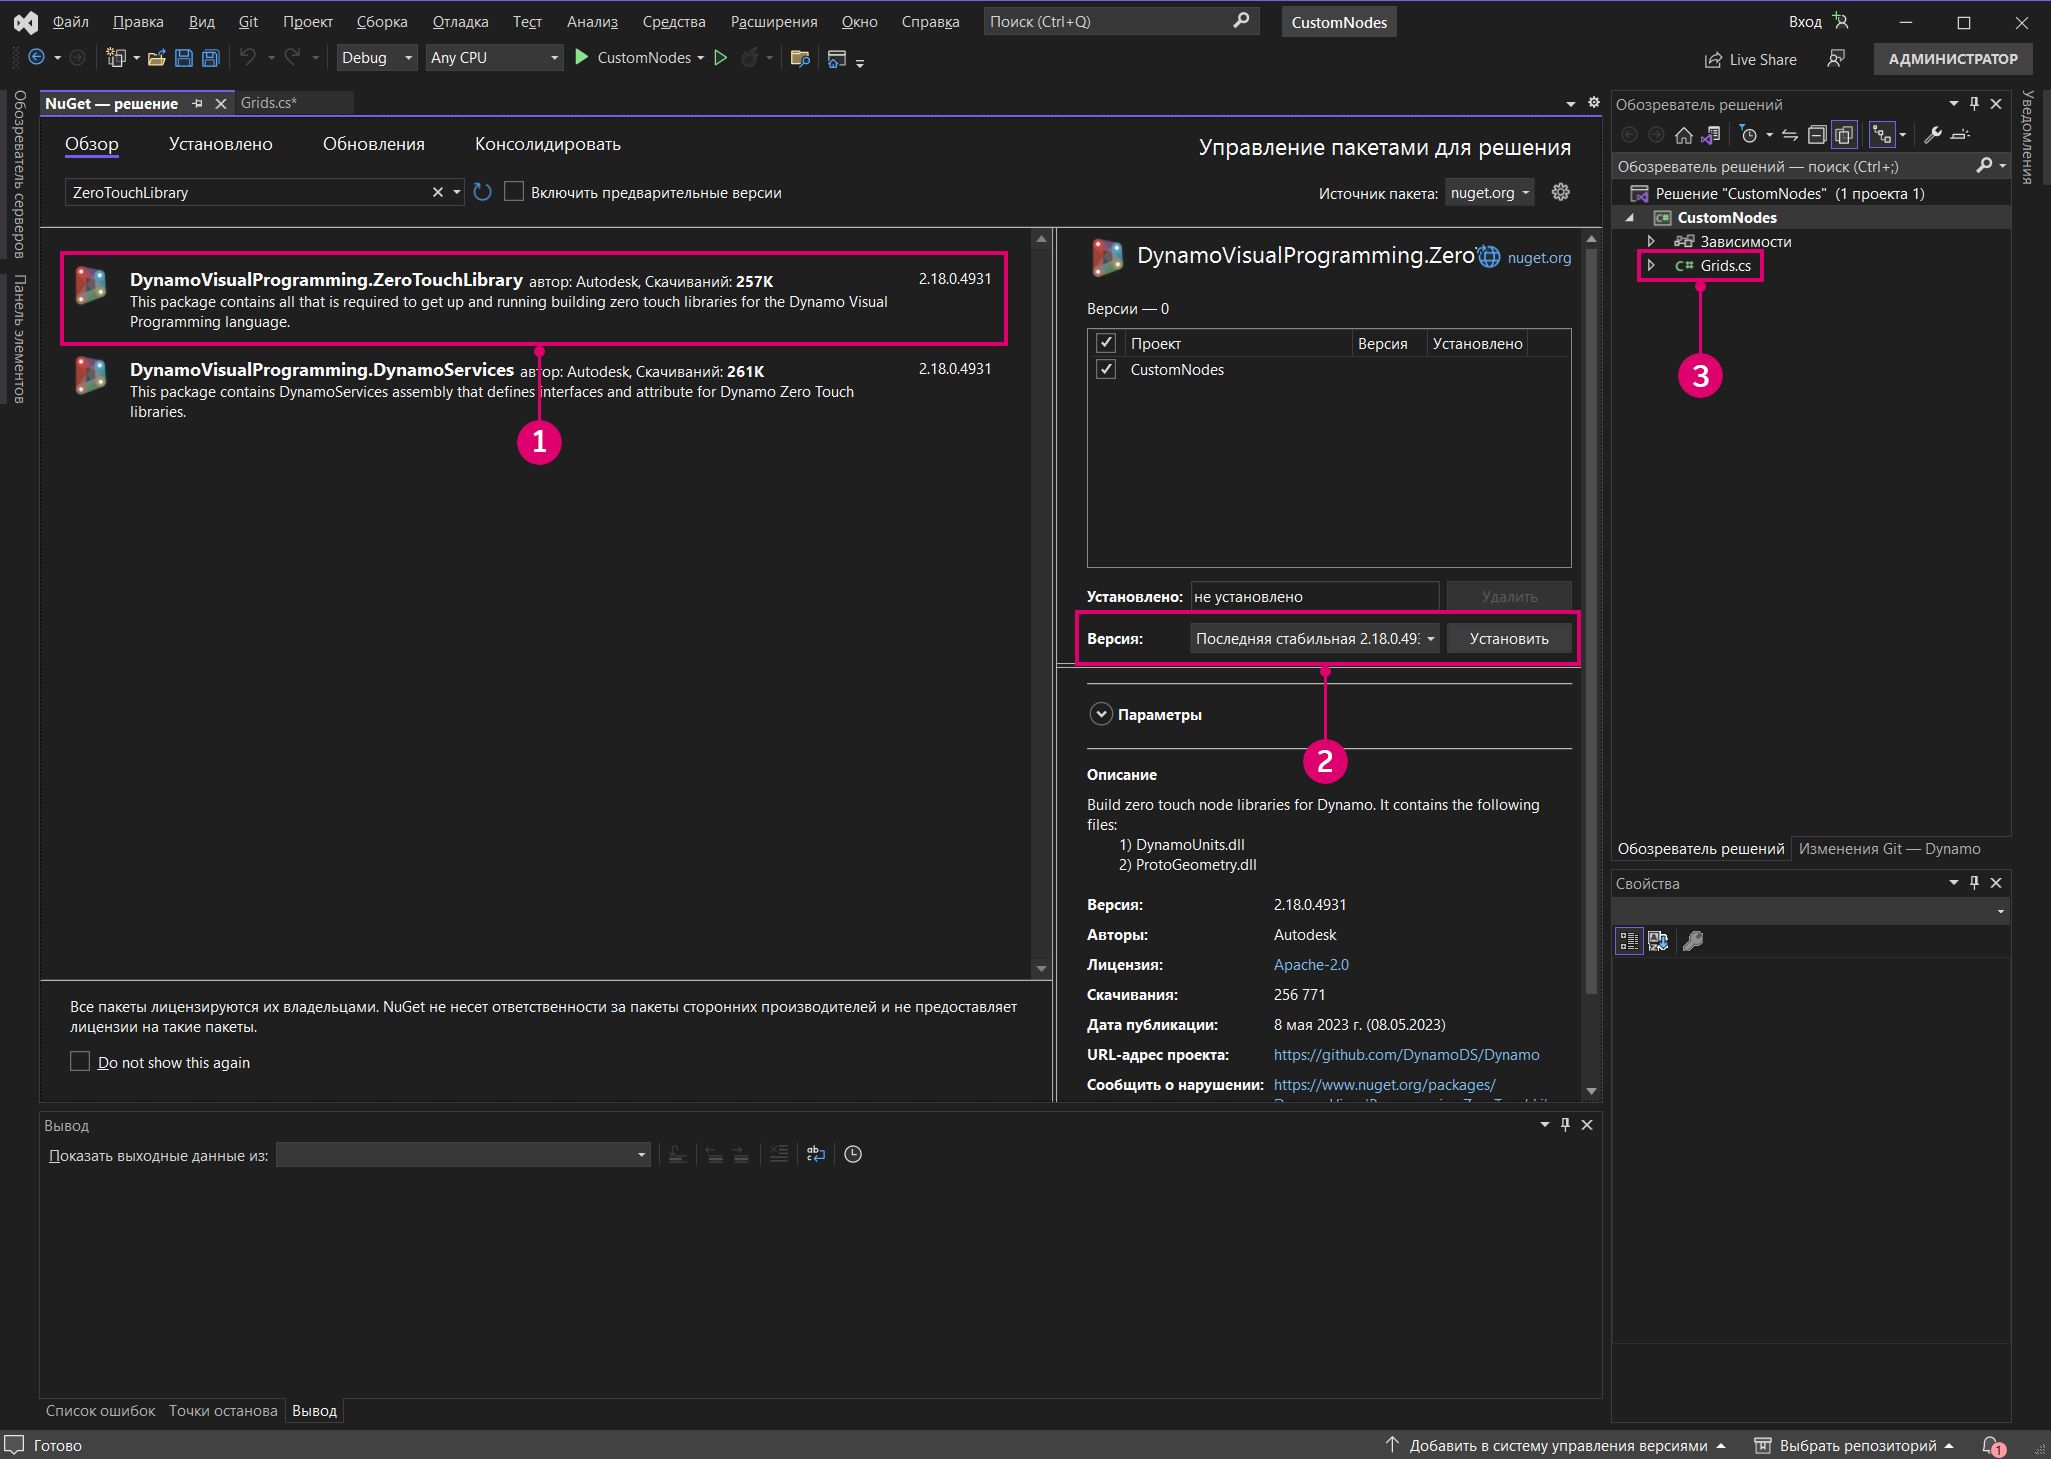 Файл Правка Вид Git Проект Сборка Отладка Тест Анализ Средства Расширения Окно Справка Поиск (Ctrl+Q) CustomNodes Вход
Debug Any CPU CustomNodes Live Share АДМИНИСТРАТОР
Обозреватель серверов
Панель элементов
NuGet — решение Grids.cs*
Обзор Установлено Обновления Консолидировать Управление пакетами для решения
ZeroTouchLibrary Включить предварительные версии Источник пакета: nuget.org
DynamoVisualProgramming.ZeroTouchLibrary автор: Autodesk, Скачиваний: 257K 2.18.0.4931
This package contains all that is required to get up and running building zero touch libraries for the Dynamo Visual
Programming language.
DynamoVisualProgramming.DynamoServices автор: Autodesk, Скачиваний: 261K 2.18.0.4931
This package contains DynamoServices assembly that defines interfaces and attribute for Dynamo Zero Touch
libraries.
1
Все пакеты лицензируются их владельцами. NuGet не несет ответственности за пакеты сторонних производителей и не предоставляет
лицензии на такие пакеты.
Do not show this again
DynamoVisualProgramming.Zero nuget.org
Версии — 0
Проект Версия Установлено
CustomNodes
Установлено: не установлено Удалить
Версия: Последняя стабильная 2.18.0.493 Установить
2
Параметры
Описание
Build zero touch node libraries for Dynamo. It contains the following
files:
1) DynamoUnits.dll
2) ProtoGeometry.dll
Версия: 2.18.0.4931
Авторы: Autodesk
Лицензия: Apache-2.0
Скачивания: 256 771
Дата публикации: 8 мая 2023 г. (08.05.2023)
URL-адрес проекта: https://github.com/DynamoDS/Dynamo
Сообщить о нарушении: https://www.nuget.org/packages/
Обозреватель решений
Обозреватель решений — поиск (Ctrl+;)
Решение "CustomNodes" (1 проекта 1)
CustomNodes
Зависимости
C# Grids.cs
3
Обозреватель решений Изменения Git — Dynamo
Свойства
Уведомления
Вывод
Показать выходные данные из:
Список ошибок Точки останова Вывод
Готово Добавить в систему управления версиями Выбрать репозиторий 1